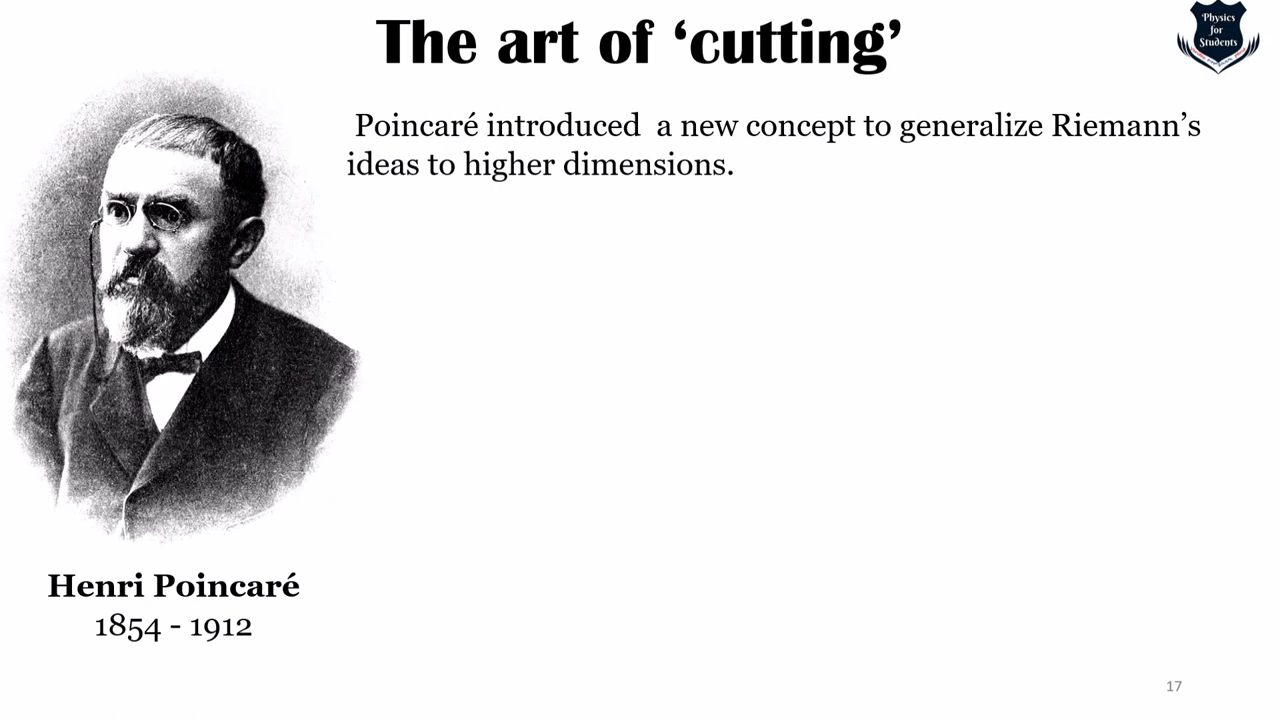 The art of ‘cutting’
Physics
for
Students
Poincaré introduced a new concept to generalize Riemann’s
ideas to higher dimensions.
Henri Poincaré
1854 - 1912
17